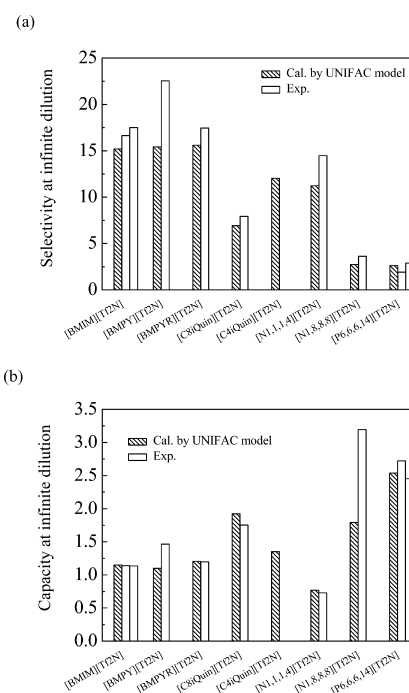 (a)
25
20
15
10
5
0
Selectivity at infinite dilution
Cal. by UNIFAC model
Exp.
[BMIM][Tf2N]
[BMPY][Tf2N]
[BMPYR][Tf2N]
[C8iQuin][Tf2N]
[C4iQuin][Tf2N]
[N1,1,1,4][Tf2N]
[N1,8,8,8][Tf2N]
[P6,6,6,14][Tf2N]
(b)
3.5
3.0
2.5
2.0
1.5
1.0
0.5
0.0
Capacity at infinite dilution
Cal. by UNIFAC model
Exp.
[BMIM][Tf2N]
[BMPY][Tf2N]
[BMPYR][Tf2N]
[C8iQuin][Tf2N]
[C4iQuin][Tf2N]
[N1,1,1,4][Tf2N]
[N1,8,8,8][Tf2N]
[P6,6,6,14][Tf2N]